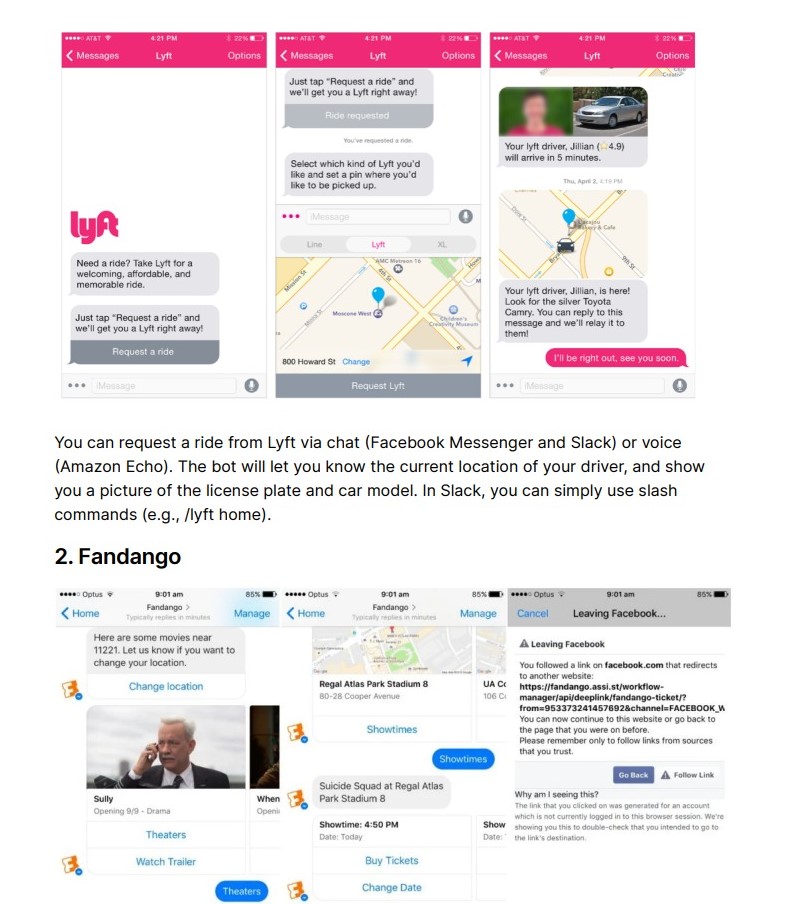 AT&T 4:21 PM 22%
Messages Lyft Options
lyft
Need a ride? Take Lyft for a
welcoming, affordable, and
memorable ride.
Just tap “Request a ride” and
we’ll get you a Lyft right away!
Request a ride
iMessage
AT&T 4:21 PM 22%
Messages Lyft Options
Just tap “Request a ride” and
we’ll get you a Lyft right away!
Ride requested
You’ve requested a ride.
Select which kind of Lyft you’d
like and set a pin where you’d
like to be picked up.
iMessage
Line Lyft XL
AMC Metreon 16
4th St
Mission St
Minna St
Moscone West
Children’s
Creativity Museum
800 Howard St Change
Request Lyft
AT&T 4:21 PM 22%
Messages Lyft Options
Your lyft driver, Jillian (☆4.9)
will arrive in 5 minutes.
Thu, April 2, 4:19 PM
Bakery & Cafe
9th St
Your lyft driver, Jillian, is here!
Look for the silver Toyota
Camry. You can reply to this
message and we’ll relay it to
them!
I’ll be right out, see you soon.
iMessage
You can request a ride from Lyft via chat (Facebook Messenger and Slack) or voice
(Amazon Echo). The bot will let you know the current location of your driver, and show
you a picture of the license plate and car model. In Slack, you can simply use slash
commands (e.g., /lyft home).
2. Fandango
Optus 9:01 am 85%
Home Fandango > Manage
Typically replies in minutes
Here are some movies near
11221. Let us know if you want to
change your location.
Change location
Sully
Opening 9/9 - Drama
When
Openi
Theaters
Watch Trailer
Theaters
Optus 9:01 am 85%
Home Fandango > Manage
Typically replies in minutes
Regal Atlas Park Stadium 8
80-28 Cooper Avenue
UA Co
106 Co
Showtimes
Showtimes
Suicide Squad at Regal Atlas
Park Stadium 8
Showtime: 4:50 PM
Date: Today
Show
Date:
Buy Tickets
Change Date
Optus 9:01 am 85%
Cancel Leaving Facebook...
Leaving Facebook
You followed a link on facebook.com that redirects
to another website:
https://fandango.assi.st/workflow-
manager/api/deeplink/fandango-ticket/?
from=953373241457692&channel=FACEBOOK_W
You can now continue to this website or go back to
the page that you were on before.
Please remember only to follow links from sources
that you trust.
Go Back Follow Link
Why am I seeing this?
The link that you clicked on was generated for an account
which is not currently logged in to this browser session. We’re
showing you this to double-check that you intended to go to
the link’s destination.